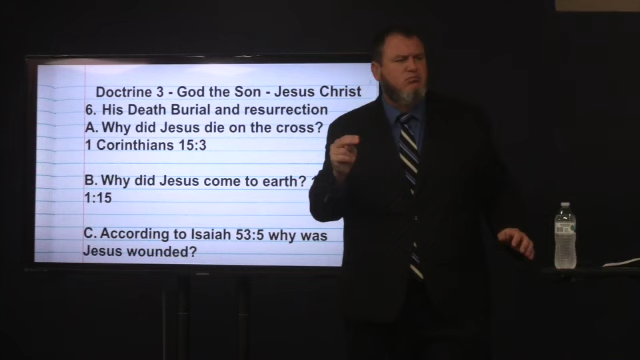 Doctrine 3 - God the Son - Jesus Christ
6. His Death Burial and resurrection
A. Why did Jesus die on the cross?
1 Corinthians 15:3
B. Why did Jesus come to earth?
1:15
C. According to Isaiah 53:5 why was
Jesus wounded?